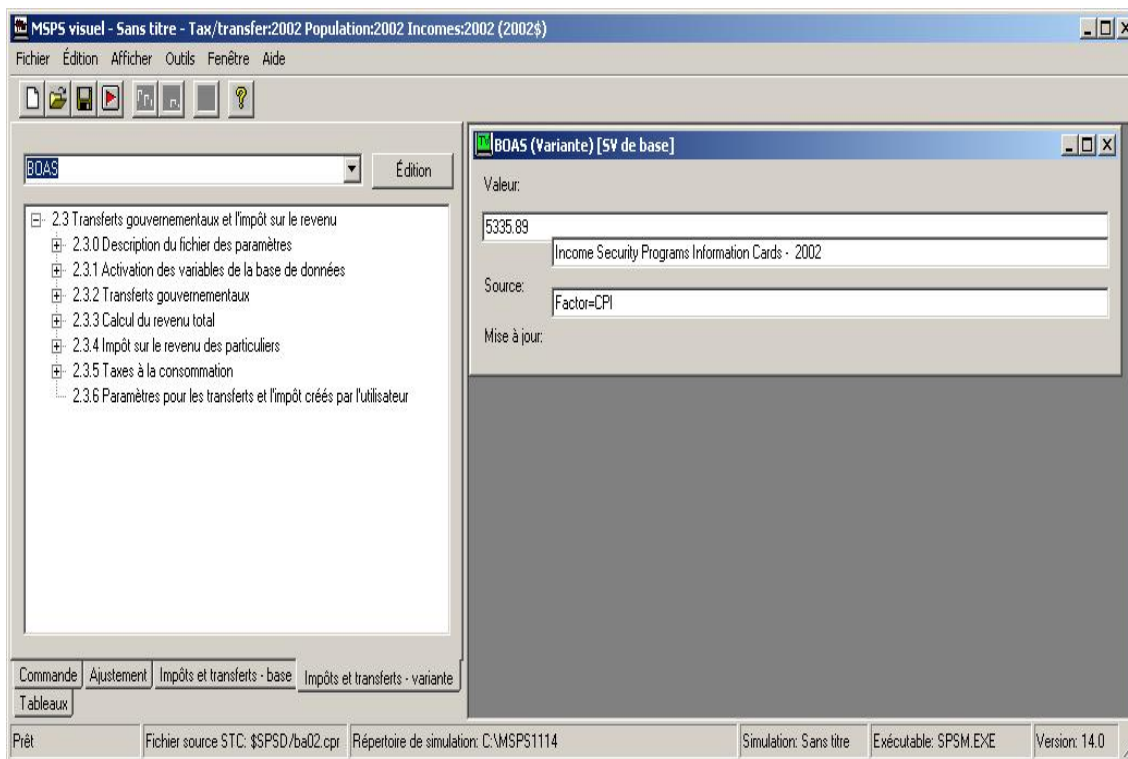 MSPS visuel - Sans titre - Tax/transfer:2002 Population:2002 Incomes:2002 (2002$)
Fichier Édition Afficher Outils Fenêtre Aide
BOAS
Édition
2.3 Transferts gouvernementaux et l'impôt sur le revenu
2.3.0 Description du fichier des paramètres
2.3.1 Activation des variables de la base de données
2.3.2 Transferts gouvernementaux
2.3.3 Calcul du revenu total
2.3.4 Impôt sur le revenu des particuliers
2.3.5 Taxes à la consommation
2.3.6 Paramètres pour les transferts et l'impôt créés par l'utilisateur
Commande Ajustement Impôts et transferts - base Impôts et transferts - variante
Tableaux
TV BOAS (Variante) [SV de base]
Valeur:
5335.89
Income Security Programs Information Cards - 2002
Source:
Factor=CPI
Mise à jour:
Prêt Fichier source STC: $SPSD/ba02.cpr Répertoire de simulation: C:\MSPS1114 Simulation: Sans titre Exécutable: SPSM.EXE Version: 14.0